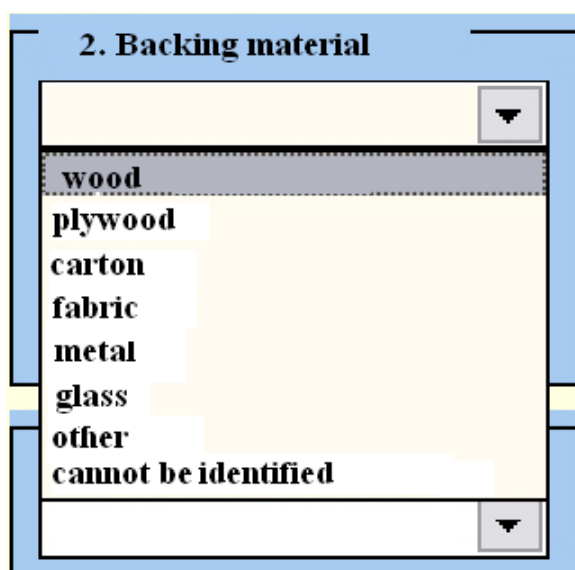 2. Backing material
wood
plywood
carton
fabric
metal
glass
other
cannot be identified